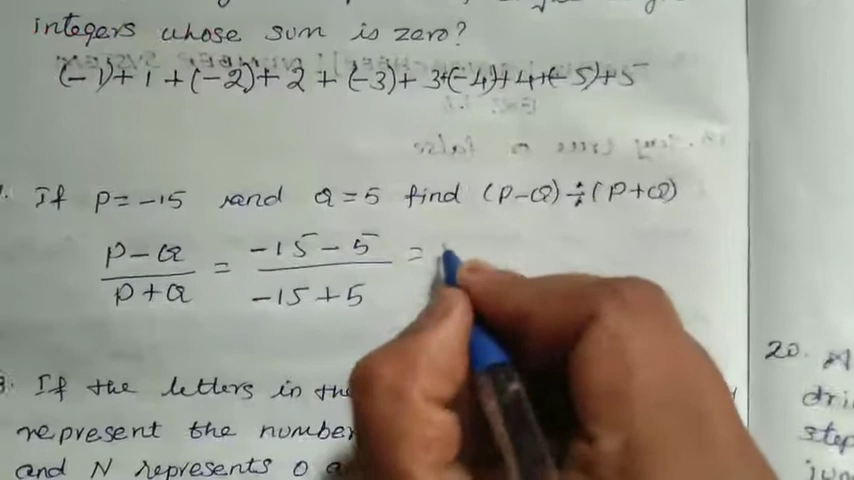 integers whose sum is zero?
(-1)+1+(-2)+2+(-3)+3+(-4)+4+(-5)+5
If P=-15 and Q=5 find (P-Q)÷(P+Q)
P-Q / P+Q = -15-5 / -15+5 =
If the letters in the
represent the number
and N represents 0
20.
step